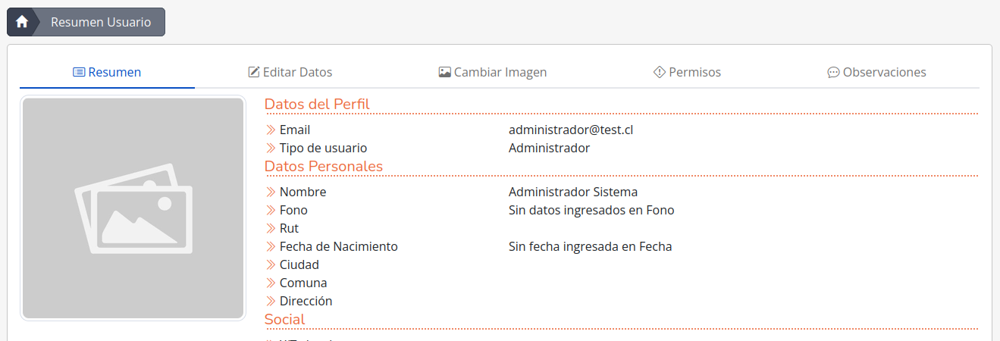 Resumen Usuario
Resumen Editar Datos Cambiar Imagen Permisos Observaciones
Datos del Perfil
Email administrador@test.cl
Tipo de usuario Administrador
Datos Personales
Nombre Administrador Sistema
Fono Sin datos ingresados en Fono
Rut
Fecha de Nacimiento Sin fecha ingresada en Fecha
Ciudad
Comuna
Dirección
Social